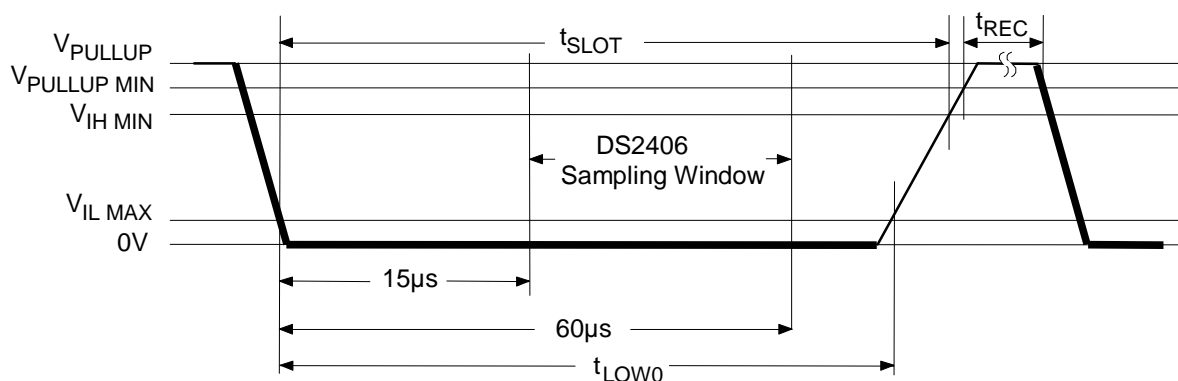 tSLOT
tREC
VPULLUP
VPULLUP MIN
VIH MIN
DS2406
Sampling Window
VIL MAX
0V
15μs
60μs
tLOW0